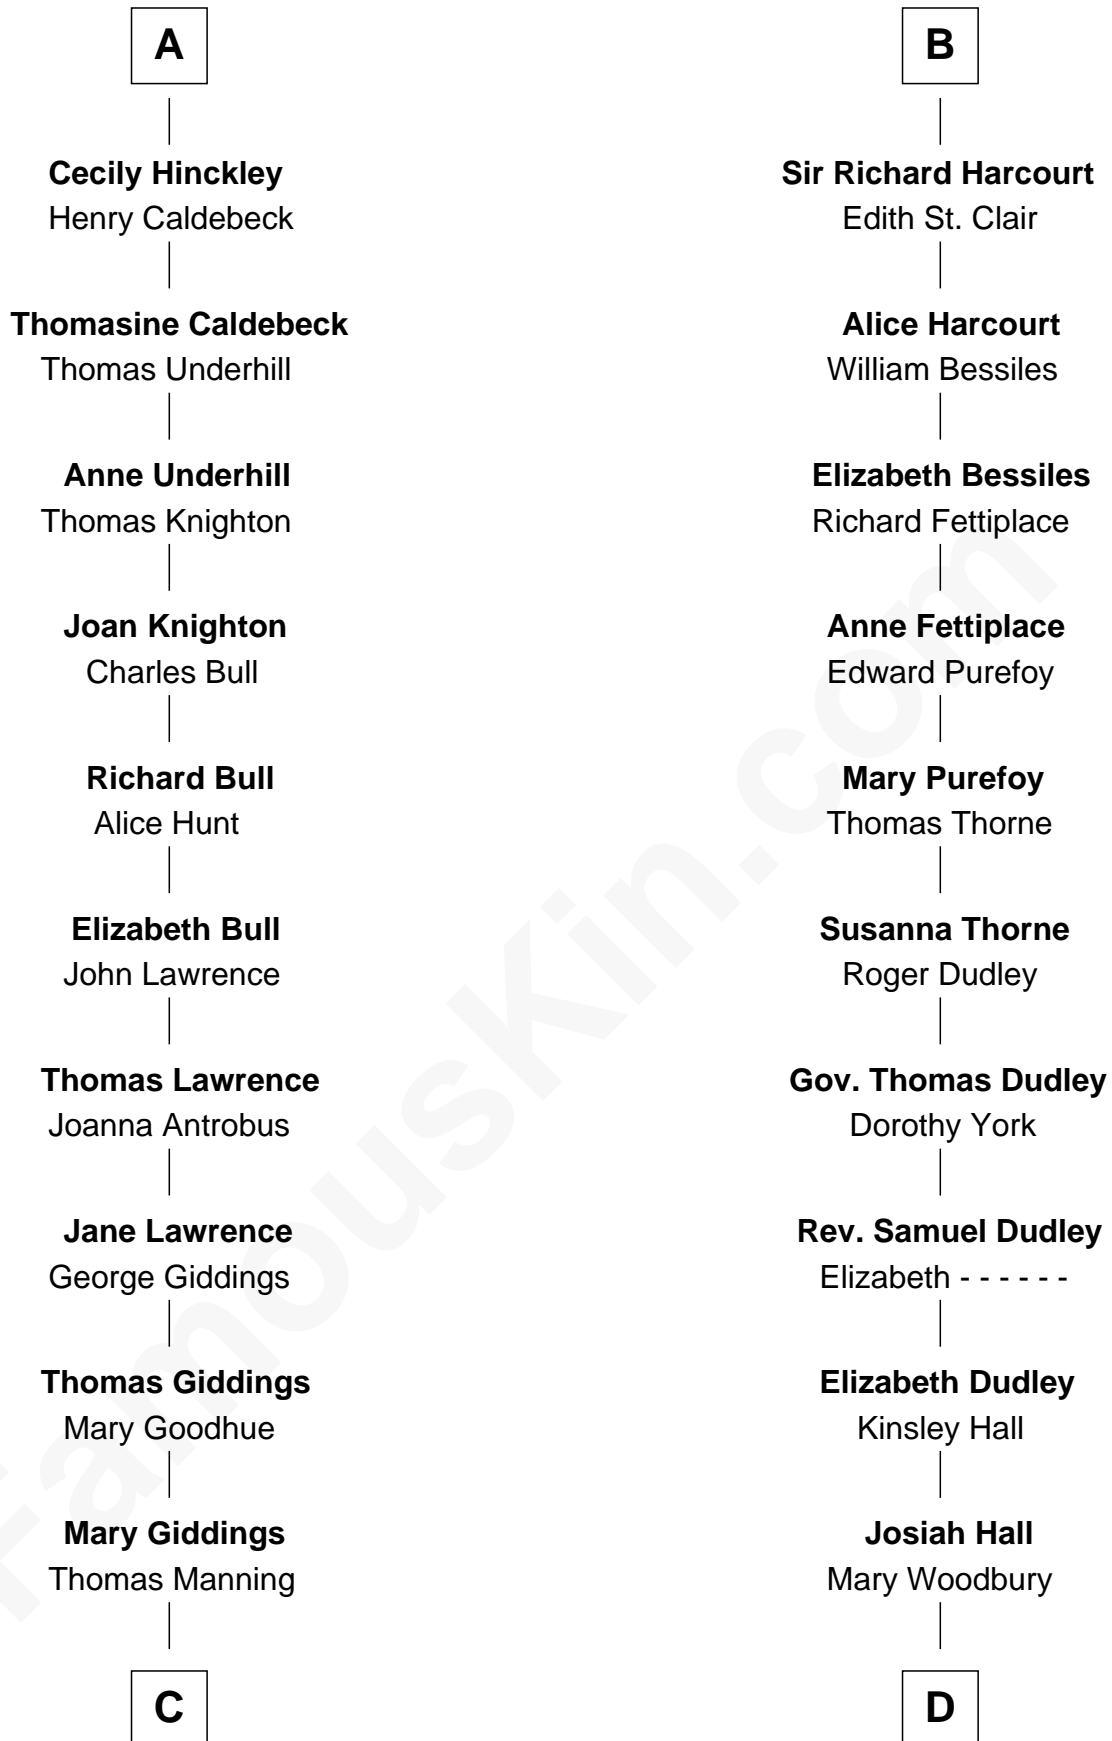 A
Cecily Hinckley
Henry Caldebeck
Thomasine Caldebeck
Thomas Underhill
Anne Underhill
Thomas Knighton
Joan Knighton
Charles Bull
Richard Bull
Alice Hunt
Elizabeth Bull
John Lawrence
Thomas Lawrence
Joanna Antrobus
Jane Lawrence
George Giddings
Thomas Giddings
Mary Goodhue
Mary Giddings
Thomas Manning
C
B
Sir Richard Harcourt
Edith St. Clair
Alice Harcourt
William Bessiles
Elizabeth Bessiles
Richard Fettiplace
Anne Fettiplace
Edward Purefoy
Mary Purefoy
Thomas Thorne
Susanna Thorne
Roger Dudley
Gov. Thomas Dudley
Dorothy York
Rev. Samuel Dudley
Elizabeth - - - - - -
Elizabeth Dudley
Kinsley Hall
Josiah Hall
Mary Woodbury
D
FamousKin.com